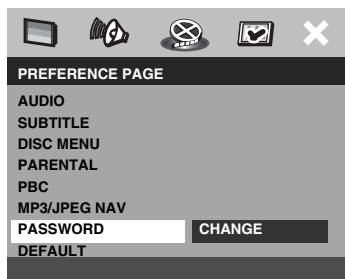 PREFERENCE PAGE
AUDIO
SUBTITLE
DISC MENU
PARENTAL
PBC
MP3/JPEG NAV
PASSWORD CHANGE
DEFAULT